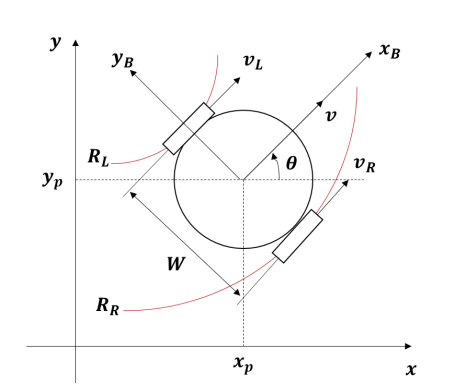 y
x_B
y_B
v_L
v
R_L
θ
v_R
y_p
W
R_R
x_p
x